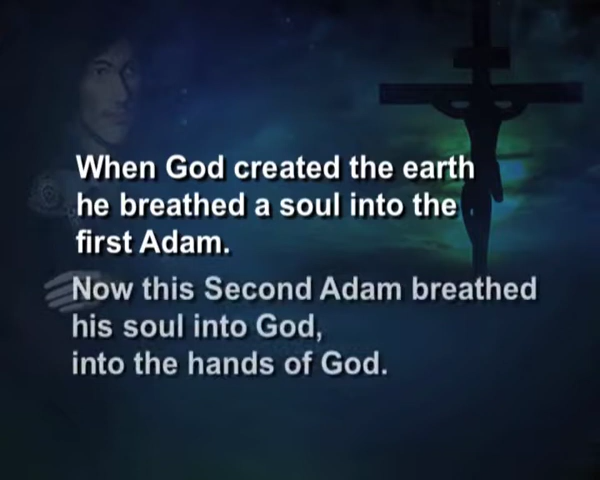 When God created the earth
he breathed a soul into the
first Adam.
Now this Second Adam breathed
his soul into God,
into the hands of God.